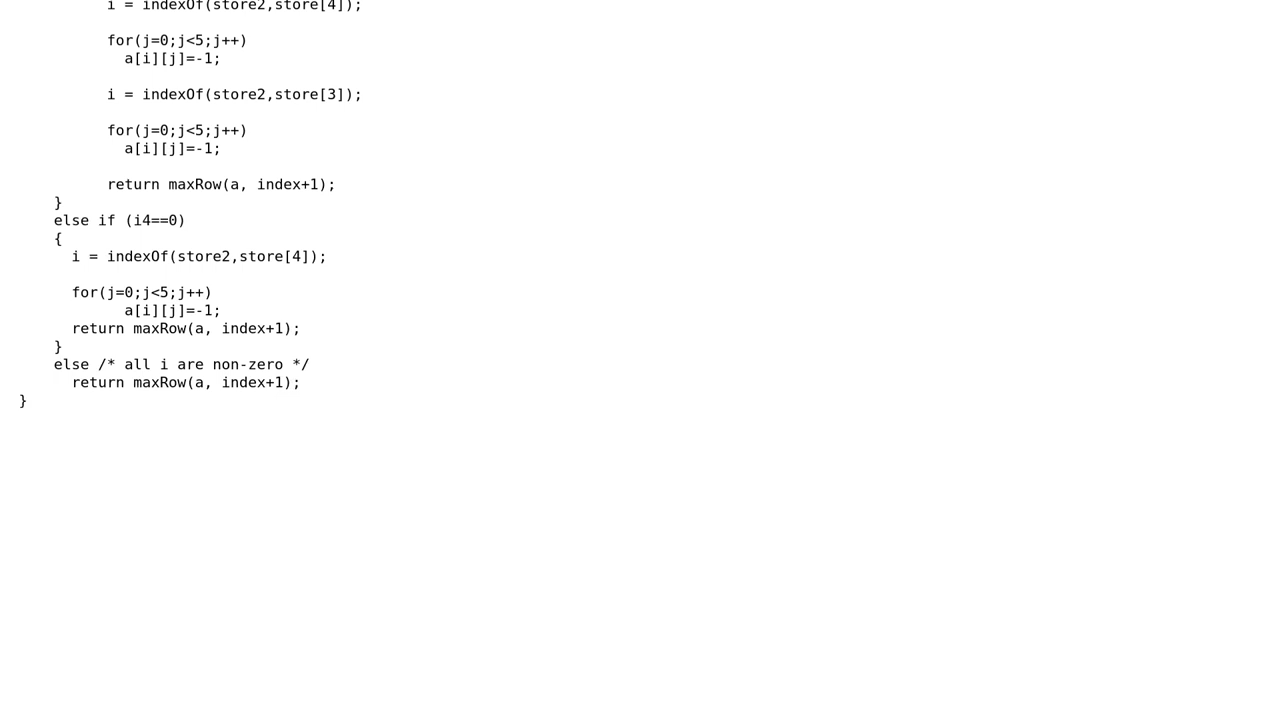 i = indexOf(store2,store[4]);
for(j=0;j<5;j++)
a[i][j]=-1;
i = indexOf(store2,store[3]);
for(j=0;j<5;j++)
a[i][j]=-1;
return maxRow(a, index+1);
}
else if (i4==0)
{
i = indexOf(store2,store[4]);
for(j=0;j<5;j++)
a[i][j]=-1;
return maxRow(a, index+1);
}
else /* all i are non-zero */
return maxRow(a, index+1);
}